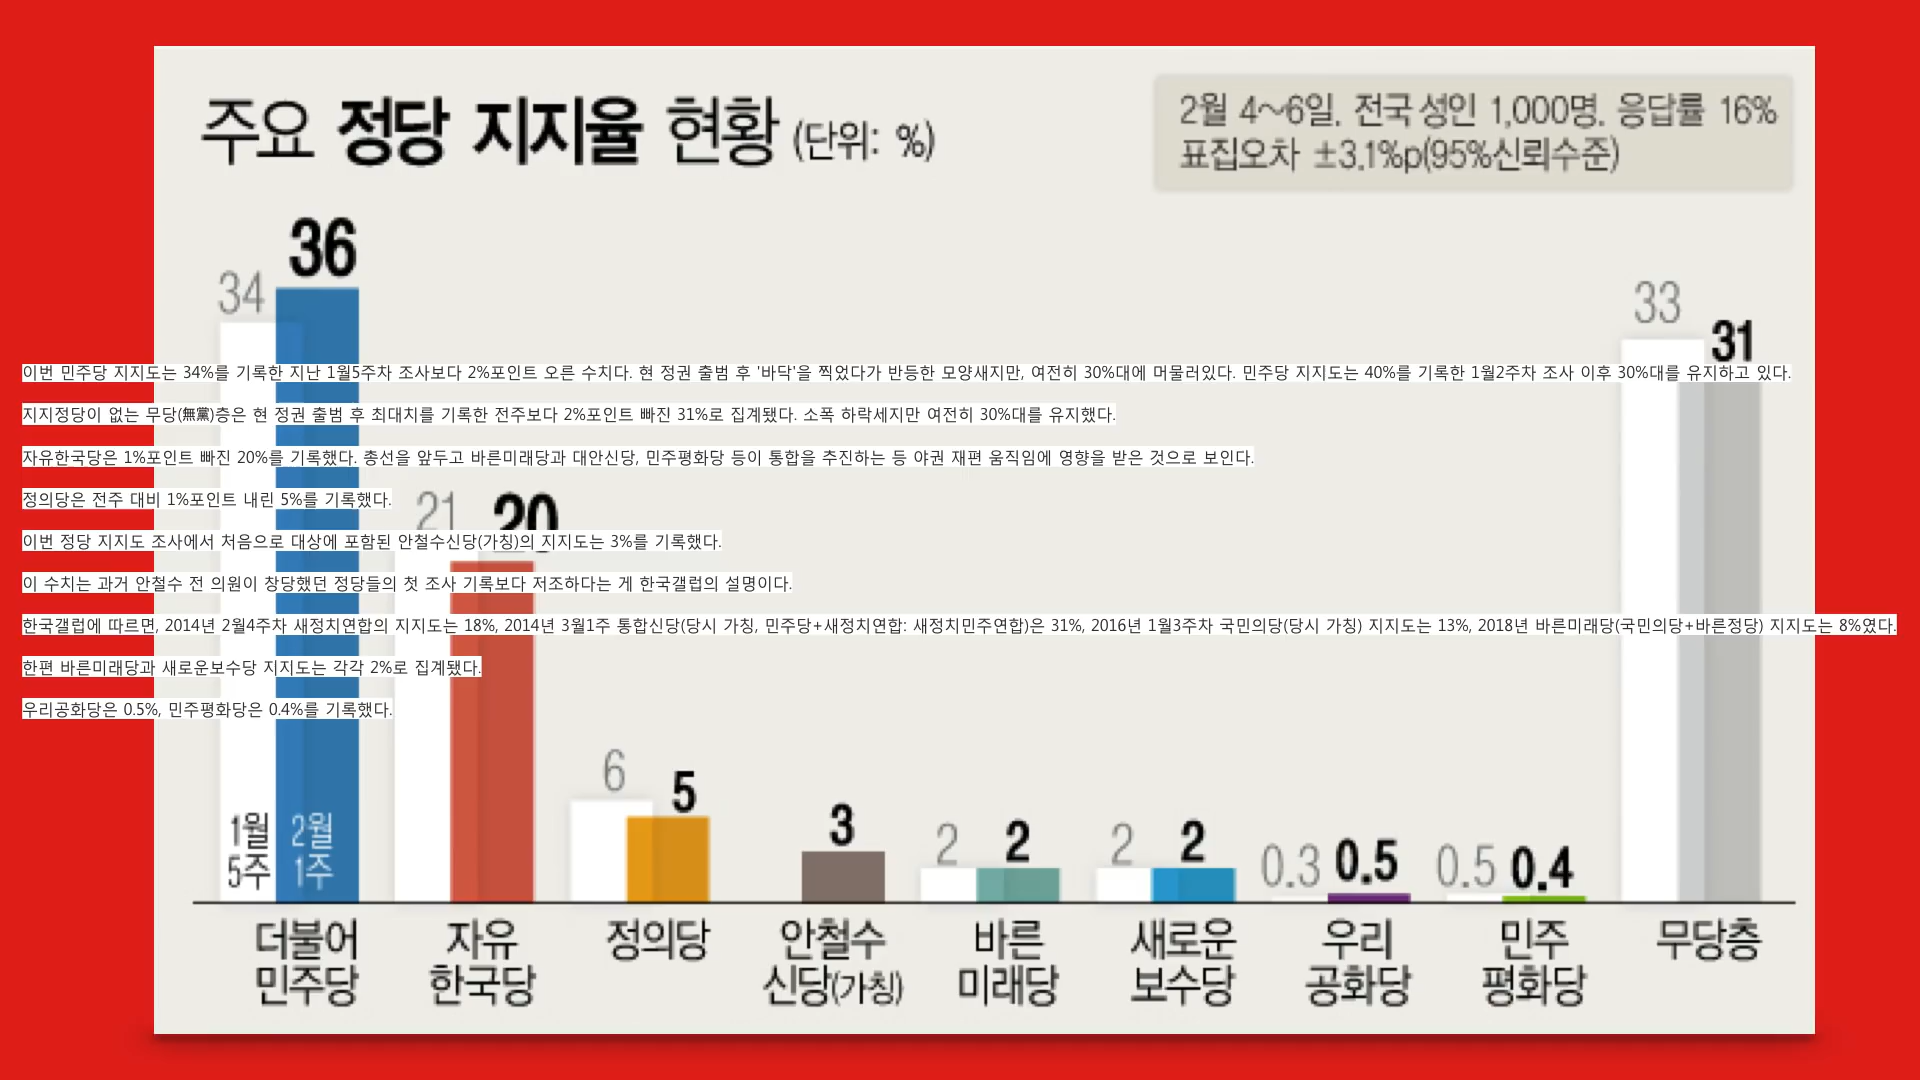 주요 정당 지지율 현황 (단위: %)
2월 4~6일. 전국 성인 1,000명. 응답률 16%
표집오차 ±3.1%p(95%신뢰수준)
34 36
33 31
이번 민주당 지지도는 34%를 기록한 지난 1월5주차 조사보다 2%포인트 오른 수치다. 현 정권 출범 후 '바닥'을 찍었다가 반등한 모양새지만, 여전히 30%대에 머물러있다. 민주당 지지도는 40%를 기록한 1월2주차 조사 이후 30%대를 유지하고 있다.
지지정당이 없는 무당(無黨)층은 현 정권 출범 후 최대치를 기록한 전주보다 2%포인트 빠진 31%로 집계됐다. 소폭 하락세지만 여전히 30%대를 유지했다.
자유한국당은 1%포인트 빠진 20%를 기록했다. 총선을 앞두고 바른미래당과 대안신당, 민주평화당 등이 통합을 추진하는 등 야권 재편 움직임에 영향을 받은 것으로 보인다.
정의당은 전주 대비 1%포인트 내린 5%를 기록했다.
21 20
이번 정당 지지도 조사에서 처음으로 대상에 포함된 안철수신당(가칭)의 지지도는 3%를 기록했다.
이 수치는 과거 안철수 전 의원이 창당했던 정당들의 첫 조사 기록보다 저조하다는 게 한국갤럽의 설명이다.
한국갤럽에 따르면, 2014년 2월4주차 새정치연합의 지지도는 18%, 2014년 3월1주 통합신당(당시 가칭, 민주당+새정치연합: 새정치민주연합)은 31%, 2016년 1월3주차 국민의당(당시 가칭) 지지도는 13%, 2018년 바른미래당(국민의당+바른정당) 지지도는 8%였다.
한편 바른미래당과 새로운보수당 지지도는 각각 2%로 집계됐다.
우리공화당은 0.5%, 민주평화당은 0.4%를 기록했다.
6 5
3
2 2
2 2
0.3 0.5
0.5 0.4
1월 2월
5주 1주
더불어 자유 정의당 안철수 바른 새로운 우리 민주 무당층
민주당 한국당 신당(가칭) 미래당 보수당 공화당 평화당